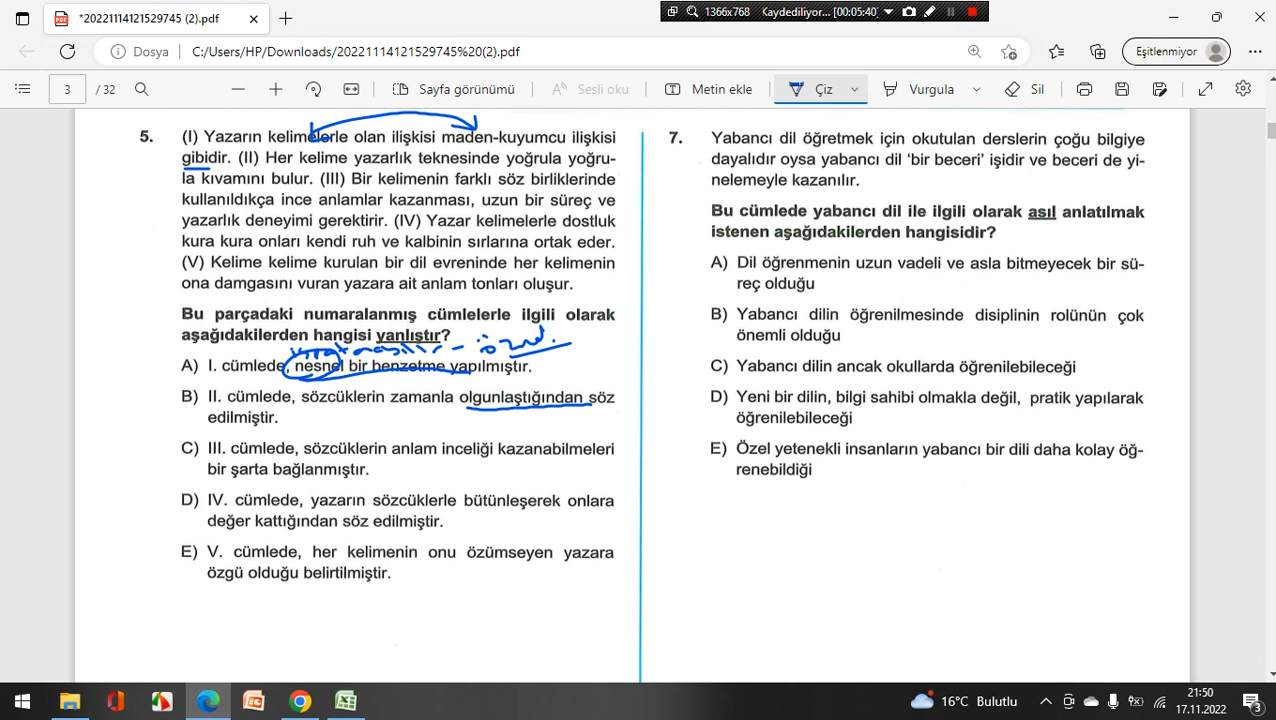 *20221114121529745 (2).pdf
1366x768 Kaydediliyor... [00:05:40]
Dosya C:/Users/HP/Downloads/20221114121529745%20(2).pdf
Eşitlenmiyor
3 / 32
Sayfa görünümü
Sesli oku
Metin ekle
Çiz
Vurgula
Sil
5. (I) Yazarın kelimelerle olan ilişkisi maden-kuyumcu ilişkisi
gibidir. (II) Her kelime yazarlık teknesinde yoğrula yoğru-
la kıvamını bulur. (III) Bir kelimenin farklı söz birliklerinde
kullanıldıkça ince anlamlar kazanması, uzun bir süreç ve
yazarlık deneyimi gerektirir. (IV) Yazar kelimelerle dostluk
kura kura onları kendi ruh ve kalbinin sırlarına ortak eder.
(V) Kelime kelime kurulan bir dil evreninde her kelimenin
ona damgasını vuran yazara ait anlam tonları oluşur.
Bu parçadaki numaralanmış cümlelerle ilgili olarak
aşağıdakilerden hangisi yanlıştır?
A) I. cümlede, nesnel bir benzetme yapılmıştır.
B) II. cümlede, sözcüklerin zamanla olgunlaştığından söz
edilmiştir.
C) III. cümlede, sözcüklerin anlam inceliği kazanabilmeleri
bir şarta bağlanmıştır.
D) IV. cümlede, yazarın sözcüklerle bütünleşerek onlara
değer kattığından söz edilmiştir.
E) V. cümlede, her kelimenin onu özümseyen yazara
özgü olduğu belirtilmiştir.
7. Yabancı dil öğretmek için okutulan derslerin çoğu bilgiye
dayalıdır oysa yabancı dil 'bir beceri' işidir ve beceri de yi-
nelemeyle kazanılır.
Bu cümlede yabancı dil ile ilgili olarak asıl anlatılmak
istenen aşağıdakilerden hangisidir?
A) Dil öğrenmenin uzun vadeli ve asla bitmeyecek bir sü-
reç olduğu
B) Yabancı dilin öğrenilmesinde disiplinin rolünün çok
önemli olduğu
C) Yabancı dilin ancak okullarda öğrenilebileceği
D) Yeni bir dilin, bilgi sahibi olmakla değil, pratik yapılarak
öğrenilebileceği
E) Özel yetenekli insanların yabancı bir dili daha kolay öğ-
renebildiği
16°C Bulutlu
21:50
17.11.2022
3